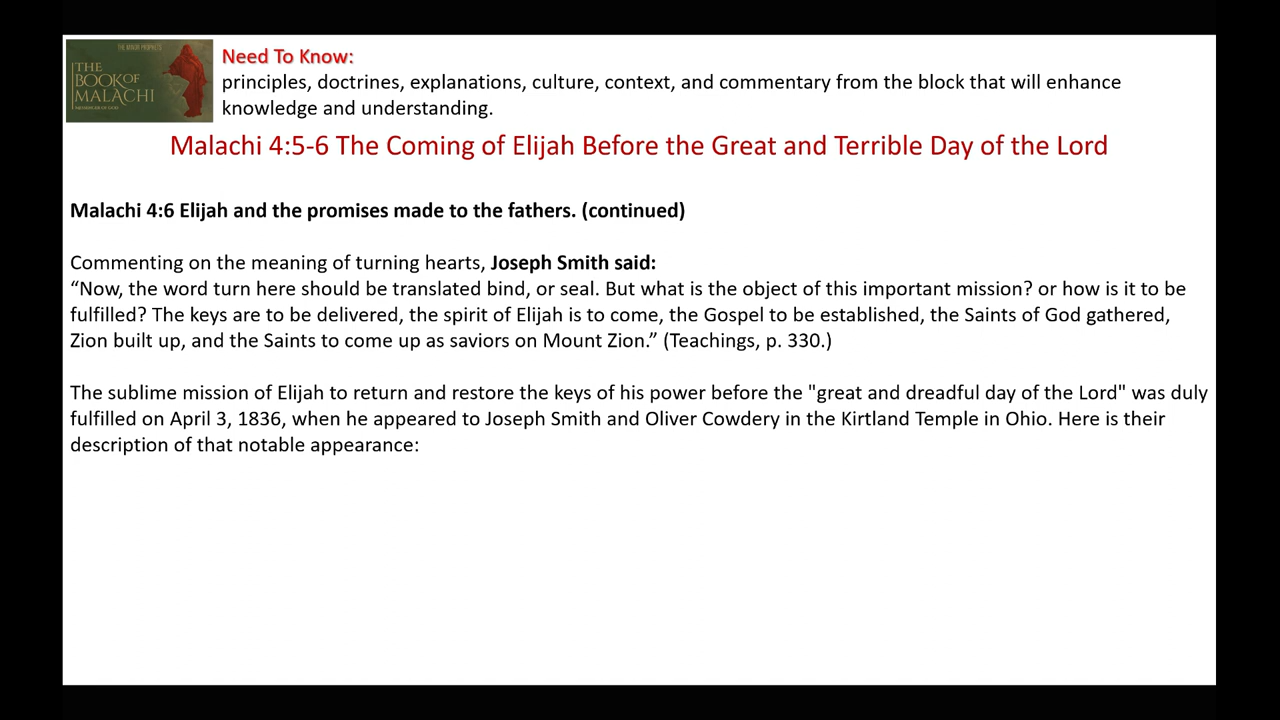 THE MINOR PROPHETS
THE
BOOK OF
MALACHI
MESSENGER OF GOD
Need To Know:
principles, doctrines, explanations, culture, context, and commentary from the block that will enhance
knowledge and understanding.
Malachi 4:5-6 The Coming of Elijah Before the Great and Terrible Day of the Lord
Malachi 4:6 Elijah and the promises made to the fathers. (continued)
Commenting on the meaning of turning hearts, Joseph Smith said:
“Now, the word turn here should be translated bind, or seal. But what is the object of this important mission? or how is it to be
fulfilled? The keys are to be delivered, the spirit of Elijah is to come, the Gospel to be established, the Saints of God gathered,
Zion built up, and the Saints to come up as saviors on Mount Zion.” (Teachings, p. 330.)
The sublime mission of Elijah to return and restore the keys of his power before the "great and dreadful day of the Lord" was duly
fulfilled on April 3, 1836, when he appeared to Joseph Smith and Oliver Cowdery in the Kirtland Temple in Ohio. Here is their
description of that notable appearance: